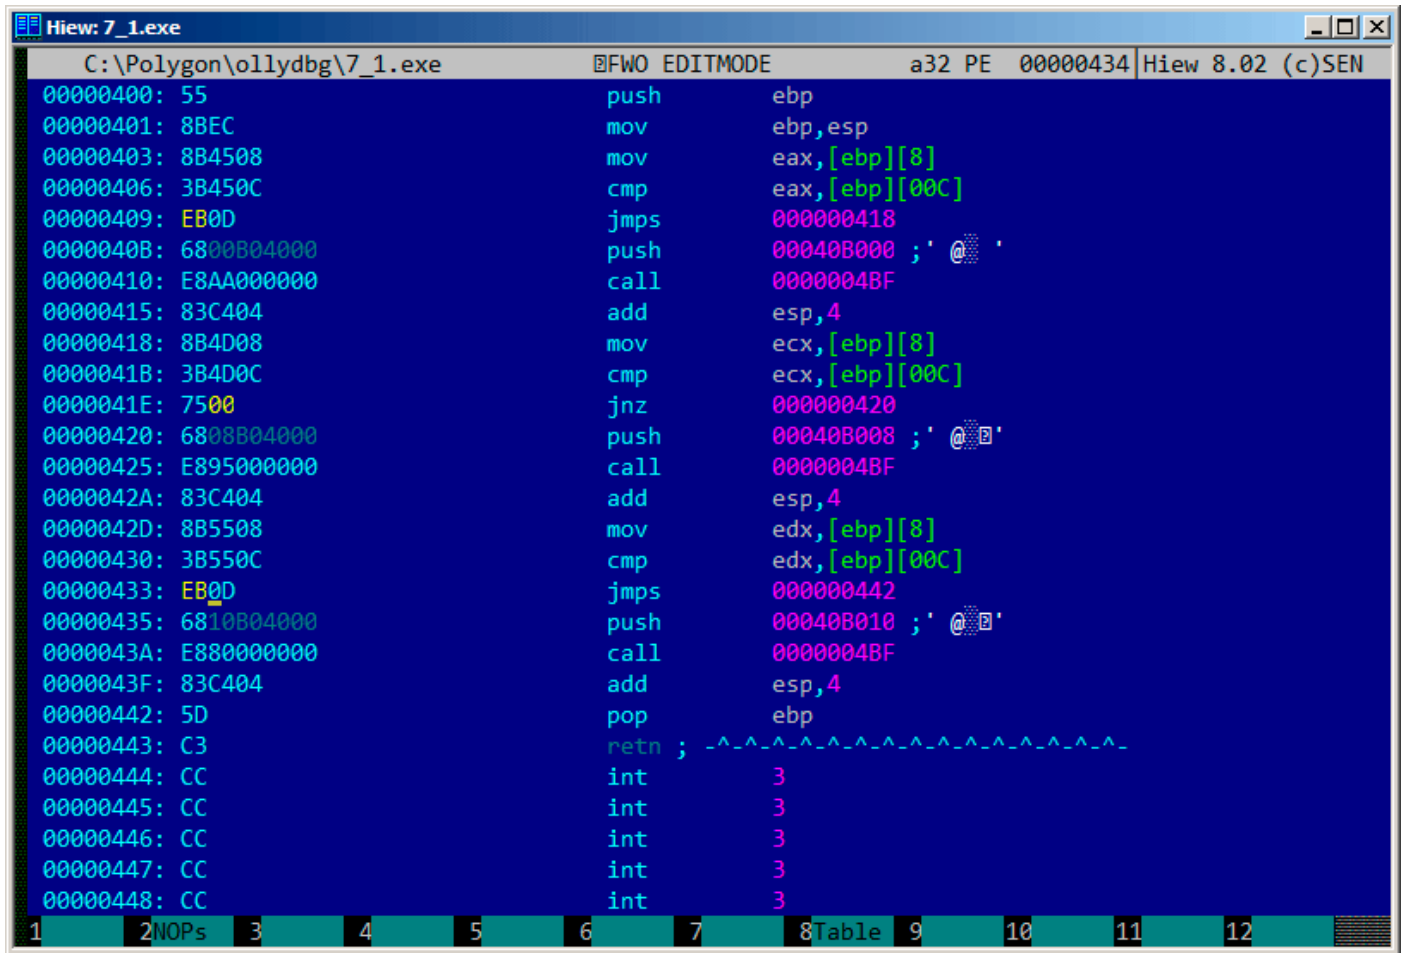 Hiew: 7_1.exe
C:\Polygon\ollydbg\7_1.exe FWO EDITMODE a32 PE 00000434 Hiew 8.02 (c)SEN
00000400: 55 push ebp
00000401: 8BEC mov ebp,esp
00000403: 8B4508 mov eax,[ebp][8]
00000406: 3B450C cmp eax,[ebp][00C]
00000409: EB0D jmps 000000418
0000040B: 6800B04000 push 00040B000 ;' @░ '
00000410: E8AA000000 call 0000004BF
00000415: 83C404 add esp,4
00000418: 8B4D08 mov ecx,[ebp][8]
0000041B: 3B4D0C cmp ecx,[ebp][00C]
0000041E: 7500 jnz 000000420
00000420: 6808B04000 push 00040B008 ;' @░'
00000425: E895000000 call 0000004BF
0000042A: 83C404 add esp,4
0000042D: 8B5508 mov edx,[ebp][8]
00000430: 3B550C cmp edx,[ebp][00C]
00000433: EB0D jmps 000000442
00000435: 6810B04000 push 00040B010 ;' @░'
0000043A: E880000000 call 0000004BF
0000043F: 83C404 add esp,4
00000442: 5D pop ebp
00000443: C3 retn ; -^-^-^-^-^-^-^-^-^-^-^-^-^-^-^-
00000444: CC int 3
00000445: CC int 3
00000446: CC int 3
00000447: CC int 3
00000448: CC int 3
1 2NOPs 3 4 5 6 7 8Table 9 10 11 12